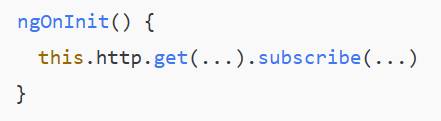 ngOnInit() {
  this.http.get(...).subscribe(...)
}